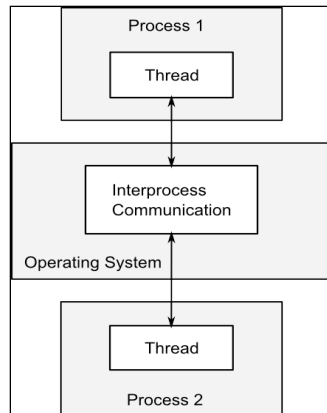 Process 1
Thread
Interprocess
Communication
Operating System
Thread
Process 2